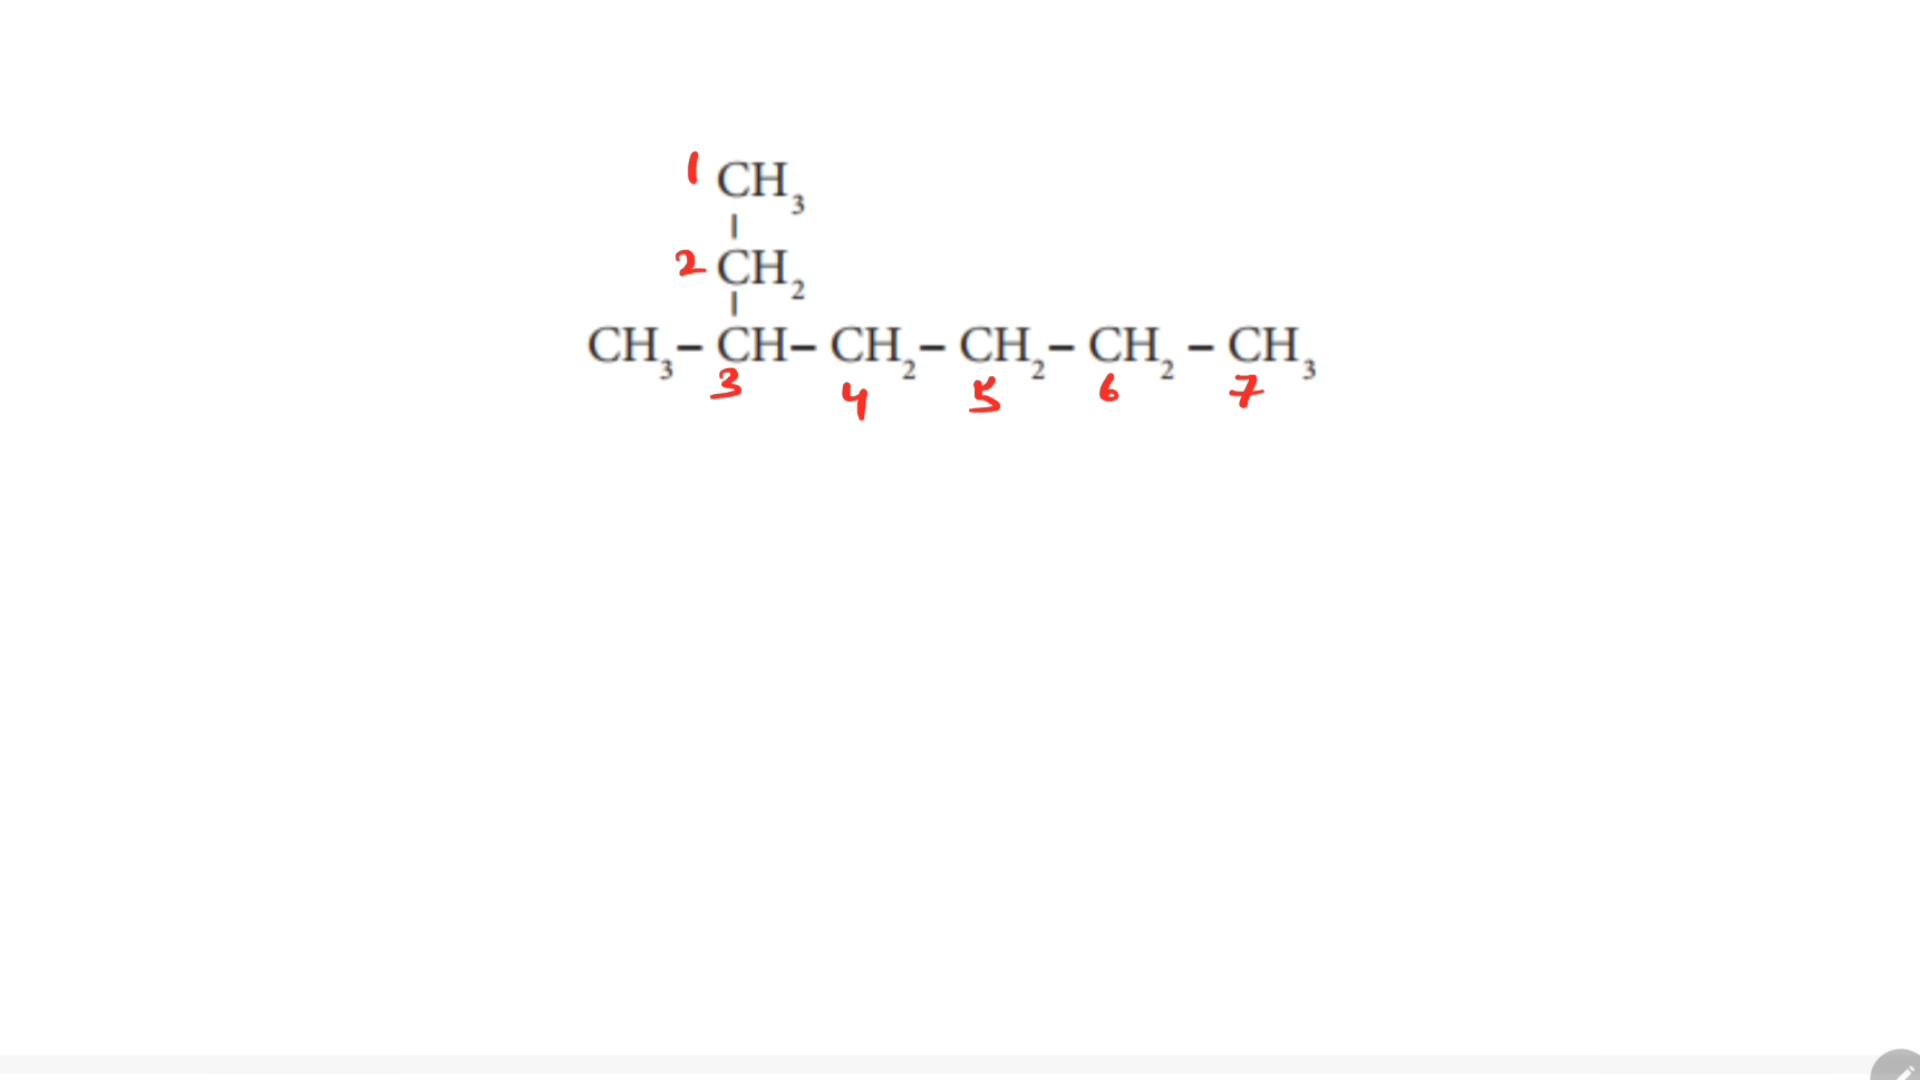 1 CH₃
2 CH₂
CH₃– CH– CH₂– CH₂– CH₂ – CH₃
3 4 5 6 7